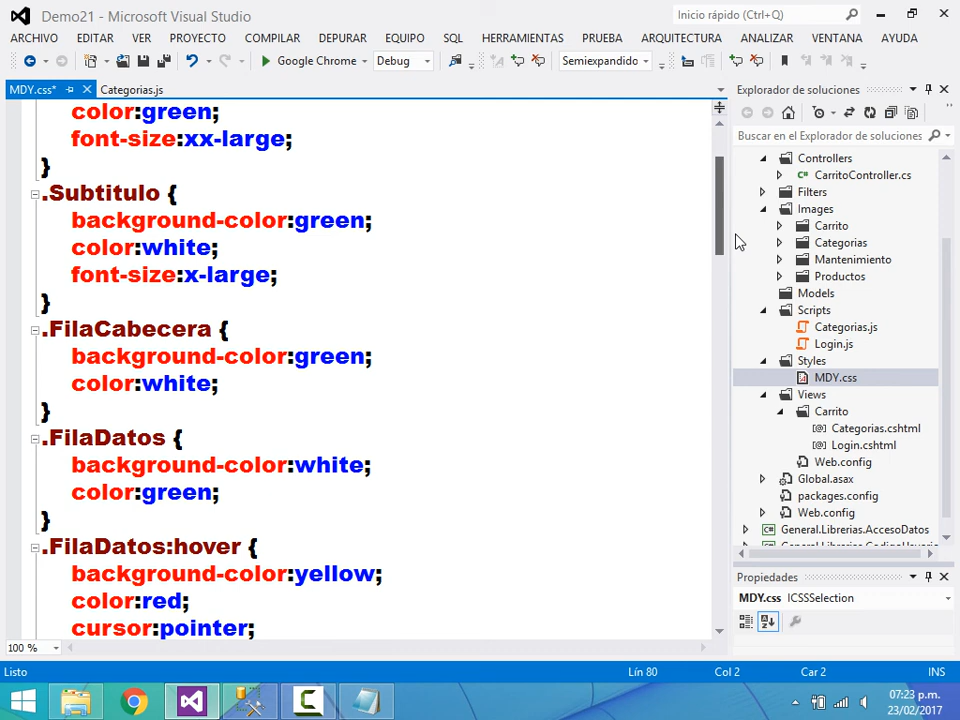 Demo21 - Microsoft Visual Studio
Inicio rápido (Ctrl+Q)
ARCHIVO EDITAR VER PROYECTO COMPILAR DEPURAR EQUIPO SQL HERRAMIENTAS PRUEBA ARQUITECTURA ANALIZAR VENTANA AYUDA
Google Chrome Debug Semiexpandido
MDY.css* Categorias.js
color:green;
font-size:xx-large;
}
.Subtitulo {
background-color:green;
color:white;
font-size:x-large;
}
.FilaCabecera {
background-color:green;
color:white;
}
.FilaDatos {
background-color:white;
color:green;
}
.FilaDatos:hover {
background-color:yellow;
color:red;
cursor:pointer;
100 %
Explorador de soluciones
Buscar en el Explorador de soluciones
Controllers
C# CarritoController.cs
Filters
Images
Carrito
Categorias
Mantenimiento
Productos
Models
Scripts
Categorias.js
Login.js
Styles
MDY.css
Views
Carrito
[@] Categorias.cshtml
[@] Login.cshtml
Web.config
Global.asax
packages.config
Web.config
C# General.Librerias.AccesoDatos
Propiedades
MDY.css ICSSSelection
Listo
Lín 80 Col 2 Car 2 INS
07:23 p.m.
23/02/2017